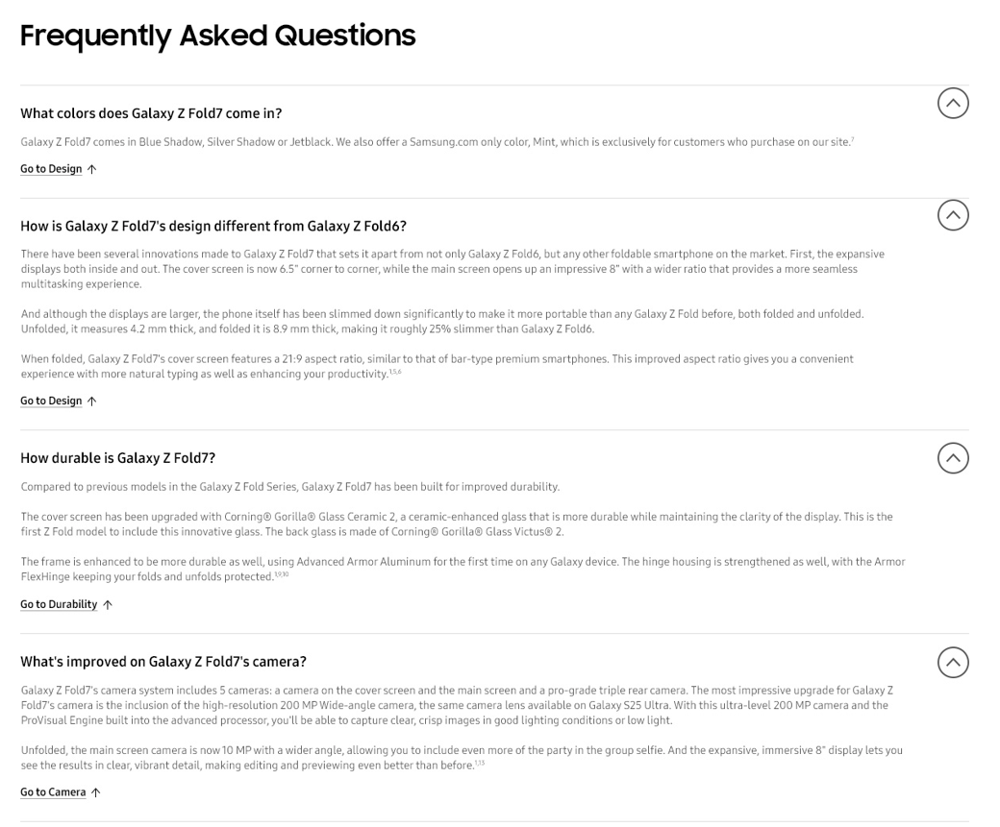 Frequently Asked Questions
What colors does Galaxy Z Fold7 come in?
Galaxy Z Fold7 comes in Blue Shadow, Silver Shadow or Jetblack. We also offer a Samsung.com only color, Mint, which is exclusively for customers who purchase on our site.7
Go to Design ↑
How is Galaxy Z Fold7's design different from Galaxy Z Fold6?
There have been several innovations made to Galaxy Z Fold7 that sets it apart from not only Galaxy Z Fold6, but any other foldable smartphone on the market. First, the expansive
displays both inside and out. The cover screen is now 6.5" corner to corner, while the main screen opens up an impressive 8" with a wider ratio that provides a more seamless
multitasking experience.
And although the displays are larger, the phone itself has been slimmed down significantly to make it more portable than any Galaxy Z Fold before, both folded and unfolded.
Unfolded, it measures 4.2 mm thick, and folded it is 8.9 mm thick, making it roughly 25% slimmer than Galaxy Z Fold6.
When folded, Galaxy Z Fold7's cover screen features a 21:9 aspect ratio, similar to that of bar-type premium smartphones. This improved aspect ratio gives you a convenient
experience with more natural typing as well as enhancing your productivity.1,5,6
Go to Design ↑
How durable is Galaxy Z Fold7?
Compared to previous models in the Galaxy Z Fold Series, Galaxy Z Fold7 has been built for improved durability.
The cover screen has been upgraded with Corning® Gorilla® Glass Ceramic 2, a ceramic-enhanced glass that is more durable while maintaining the clarity of the display. This is the
first Z Fold model to include this innovative glass. The back glass is made of Corning® Gorilla® Glass Victus® 2.
The frame is enhanced to be more durable as well, using Advanced Armor Aluminum for the first time on any Galaxy device. The hinge housing is strengthened as well, with the Armor
FlexHinge keeping your folds and unfolds protected.1,9,10
Go to Durability ↑
What's improved on Galaxy Z Fold7's camera?
Galaxy Z Fold7's camera system includes 5 cameras: a camera on the cover screen and the main screen and a pro-grade triple rear camera. The most impressive upgrade for Galaxy Z
Fold7's camera is the inclusion of the high-resolution 200 MP Wide-angle camera, the same camera lens available on Galaxy S25 Ultra. With this ultra-level 200 MP camera and the
ProVisual Engine built into the advanced processor, you'll be able to capture clear, crisp images in good lighting conditions or low light.
Unfolded, the main screen camera is now 10 MP with a wider angle, allowing you to include even more of the party in the group selfie. And the expansive, immersive 8" display lets you
see the results in clear, vibrant detail, making editing and previewing even better than before.1,13
Go to Camera ↑